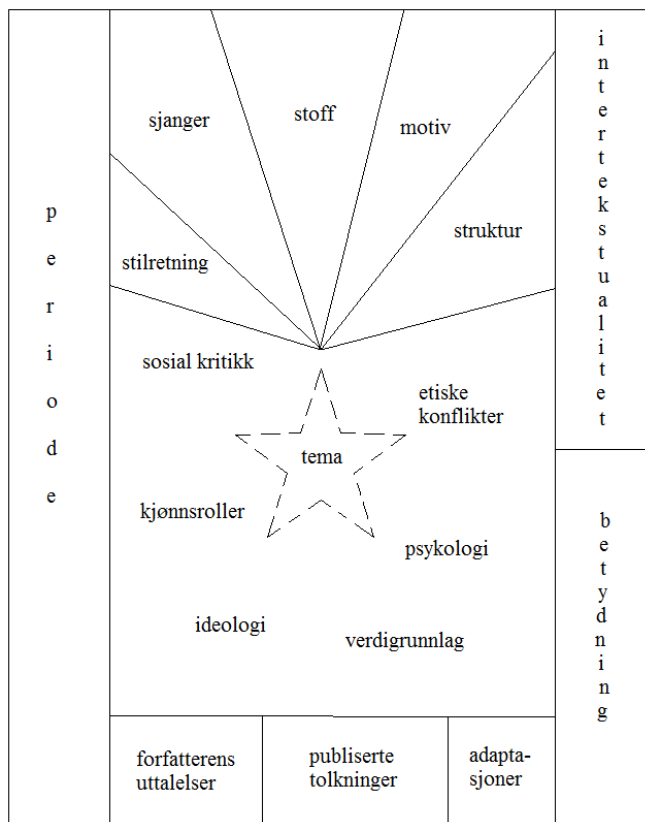 periode
sjanger
stoff
motiv
stilretning
struktur
sosial kritikk
etiske
konflikter
tema
kjønnsroller
psykologi
ideologi
verdigrunnlag
forfatterens
uttalelser
publiserte
tolkninger
adapta-
sjoner
intertekstualitet
betydning